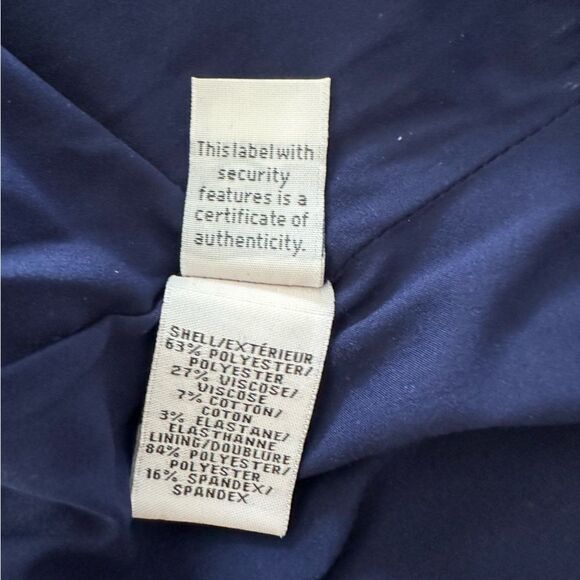 This label with
security
features is a
certificate of
authenticity.
SHELL/EXTÉRIEUR
63% POLYESTER/
POLYESTER
27% VISCOSE/
VISCOSE
7% COTTON/
COTON
3% ELASTANE/
ELASTHANNE
LINING/DOUBLURE
84% POLYESTER/
POLYESTER
16% SPANDEX/
SPANDEX